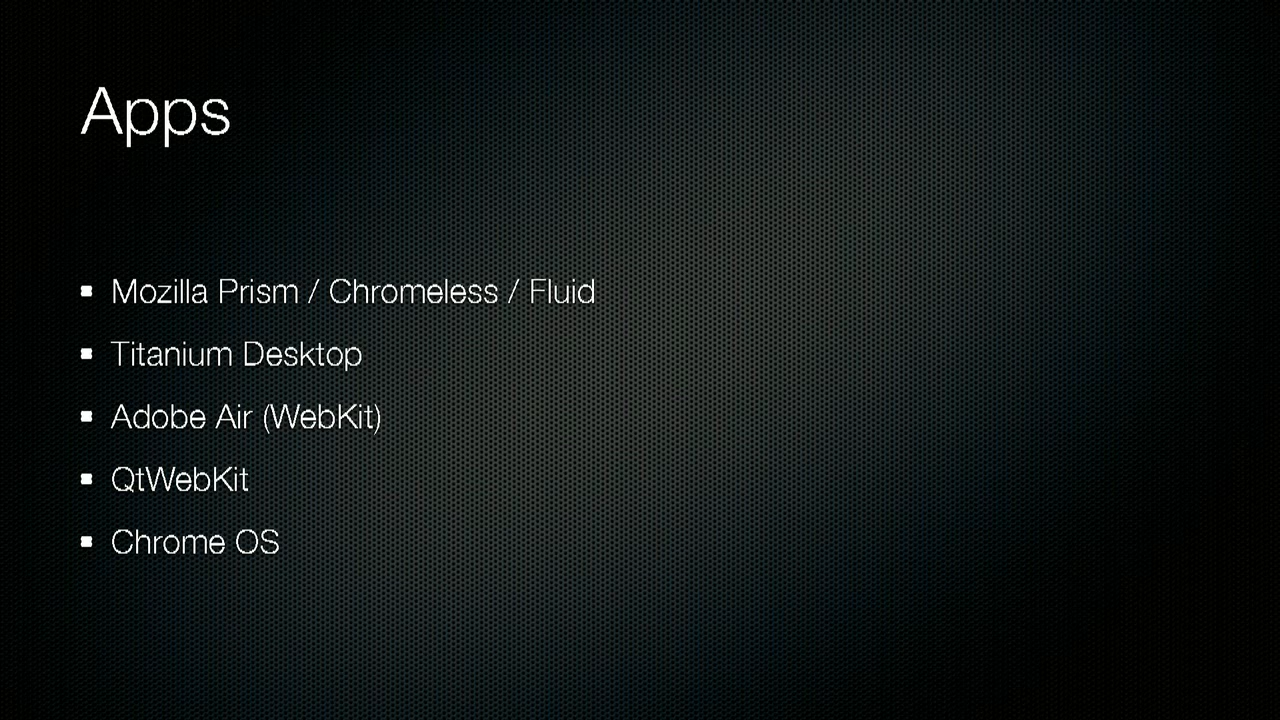 Apps
Mozilla Prism / Chromeless / Fluid
Titanium Desktop
Adobe Air (WebKit)
QtWebKit
Chrome OS